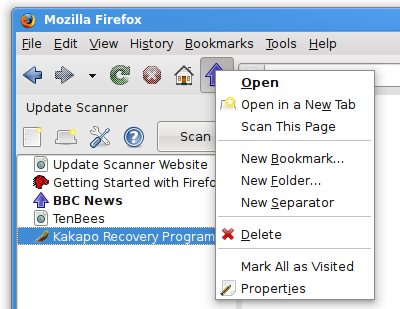 Mozilla Firefox
File Edit View History Bookmarks Tools Help
Update Scanner
Scan
Update Scanner Website
Getting Started with Firefo
BBC News
TenBees
Kakapo Recovery Program
Open
Open in a New Tab
Scan This Page
New Bookmark...
New Folder...
New Separator
Delete
Mark All as Visited
Properties